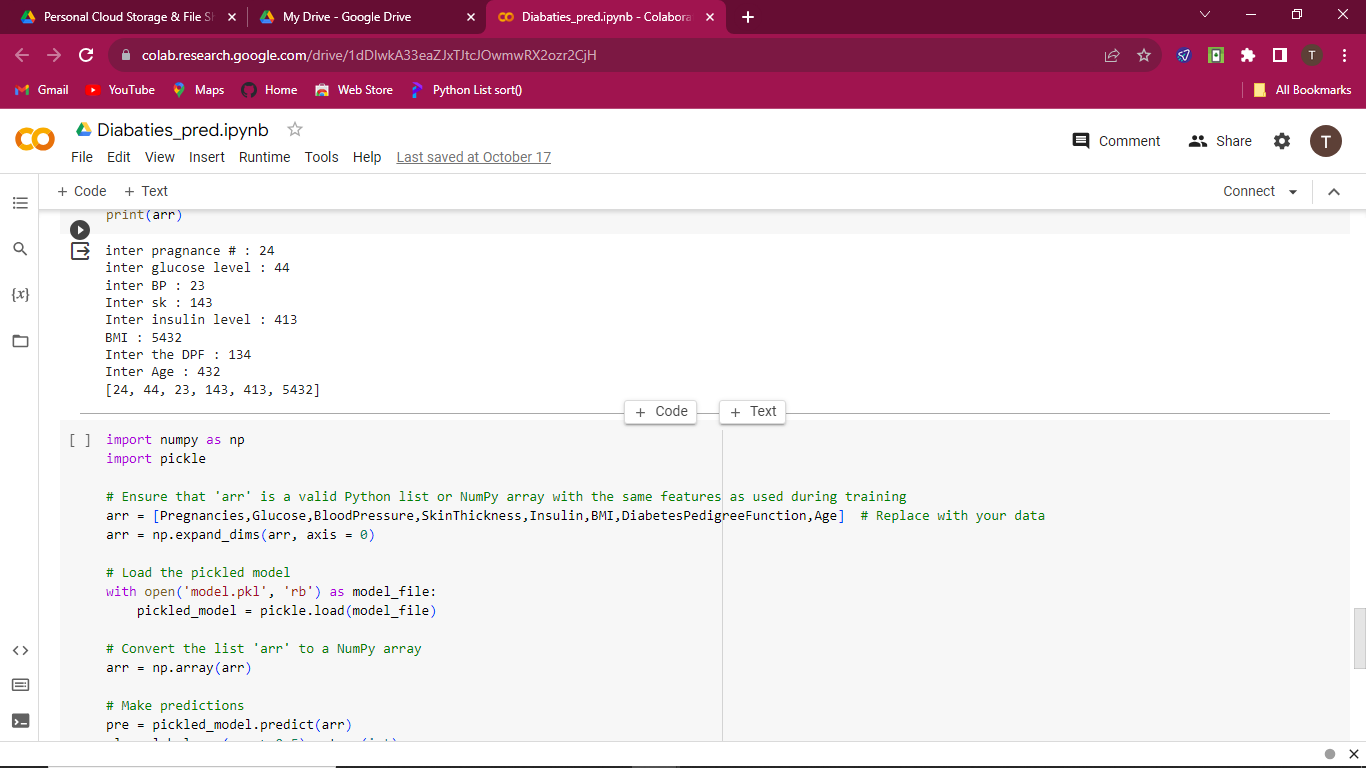 Personal Cloud Storage & File S
My Drive - Google Drive
Diabaties_pred.ipynb - Colabora
colab.research.google.com/drive/1dDIwkA33eaZJxTJtcJOwmwRX2ozr2CjH
T
Gmail
YouTube
Maps
Home
Web Store
Python List sort()
All Bookmarks
Diabaties_pred.ipynb
File Edit View Insert Runtime Tools Help Last saved at October 17
Comment
Share
T
+ Code + Text
Connect
print(arr)
inter pragnance # : 24
inter glucose level : 44
inter BP : 23
Inter sk : 143
Inter insulin level : 413
BMI : 5432
Inter the DPF : 134
Inter Age : 432
[24, 44, 23, 143, 413, 5432]
+ Code + Text
{x}
[ ] import numpy as np
import pickle
# Ensure that 'arr' is a valid Python list or NumPy array with the same features as used during training
arr = [Pregnancies,Glucose,BloodPressure,SkinThickness,Insulin,BMI,DiabetesPedigreeFunction,Age] # Replace with your data
arr = np.expand_dims(arr, axis = 0)
# Load the pickled model
with open('model.pkl', 'rb') as model_file:
pickled_model = pickle.load(model_file)
# Convert the list 'arr' to a NumPy array
arr = np.array(arr)
# Make predictions
pre = pickled_model.predict(arr)